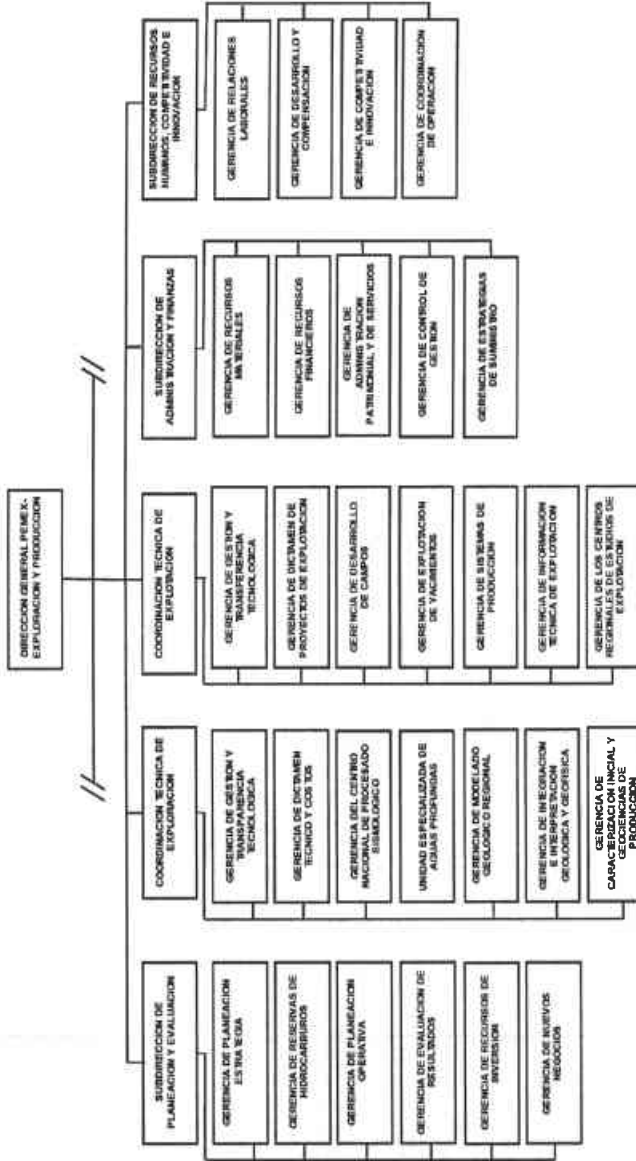 DIRECCION GENERAL PEMEX-
EXPLORACION Y PRODUCCION
SUBDIRECCION DE
PLANEACION Y EVALUACION
GERENCIA DE PLANEACION
ESTRATEGIA
GERENCIA DE RESERVAS DE
HIDROCARBUROS
GERENCIA DE PLANEACION
OPERATIVA
GERENCIA DE EVALUACION DE
RESULTADOS
GERENCIA DE RECURSOS DE
INVERSION
GERENCIA DE NUEVOS
NEGOCIOS
COORDINACION TECNICA DE
EXPLORACION
GERENCIA DE GESTION Y
TRANSPARENCIA
TECNOLOGICA
GERENCIA DE DICTAMEN
TECNICO Y COSTOS
GERENCIA DEL CENTRO
NACIONAL DE PROCESADO
SISMOLOGICO
UNIDAD ESPECIALIZADA DE
AGUAS PROFUNDAS
GERENCIA DE MODELADO
GEOLOGICO REGIONAL
GERENCIA DE INTEGRACION
E INTERPRETACION
GEOLOGICA Y GEOFISICA
GERENCIA DE
CARACTERIZACION INICIAL Y
GEOCIENCIAS DE
PRODUCCION
COORDINACION TECNICA DE
EXPLOTACION
GERENCIA DE GESTION Y
TRANSFERENCIA
TECNOLOGICA
GERENCIA DE DICTAMEN DE
PROYECTOS DE EXPLOTACION
GERENCIA DE DESARROLLO
DE CAMPOS
GERENCIA DE EXPLOTACION
DE YACIMIENTOS
GERENCIA DE SISTEMAS DE
PRODUCCION
GERENCIA DE INFORMACION
TECNICA DE EXPLOTACION
GERENCIA DE LOS CENTROS
REGIONALES DE ESTUDIOS DE
EXPLOTACION
SUBDIRECCION DE
ADMINISTRACION Y FINANZAS
GERENCIA DE RECURSOS
MATERIALES
GERENCIA DE RECURSOS
FINANCIEROS
GERENCIA DE
ADMINISTRACION
PATRIMONIAL Y DE SERVICIOS
GERENCIA DE CONTROL DE
GESTION
GERENCIA DE ESTRATEGIAS
DE SUMINISTRO
SUBDIRECCION DE RECURSOS
HUMANOS, COMPETITIVIDAD E
INNOVACION
GERENCIA DE RELACIONES
LABORALES
GERENCIA DE DESARROLLO Y
COMPENSACION
GERENCIA DE COMPETITIVIDAD
E INNOVACION
GERENCIA DE COORDINACION
DE OPERACION